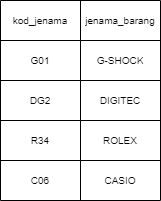 kod_jenama jenama_barang
G01 G-SHOCK
DG2 DIGITEC
R34 ROLEX
C06 CASIO